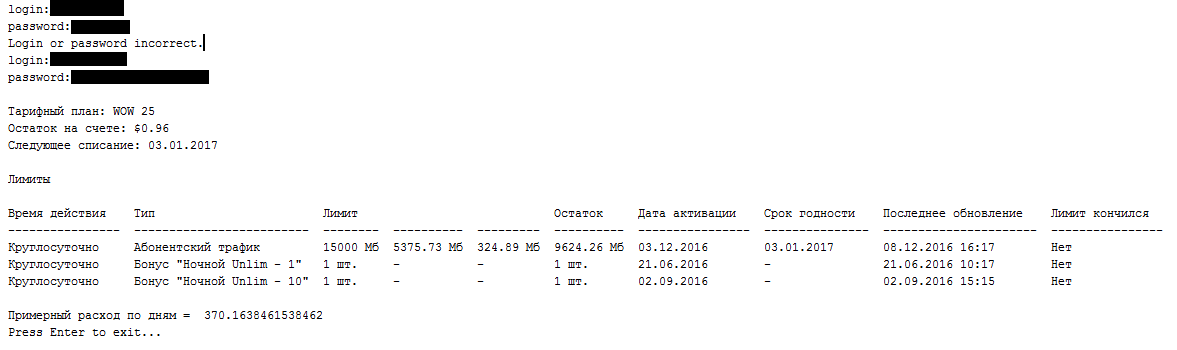 login:
password:
Login or password incorrect.
login:
password:
Тарифный план: WOW 25
Остаток на счете: $0.96
Следующее списание: 03.01.2017
Лимиты
Время действия Тип Лимит Остаток Дата активации Срок годности Последнее обновление Лимит кончился
---------------- ------------------------- ---------- ---------- --------- ---------- ---------------- --------------- ---------------------- ----------------
Круглосуточно Абонентский трафик 15000 Мб 5375.73 Мб 324.89 Мб 9624.26 Мб 03.12.2016 03.01.2017 08.12.2016 16:17 Нет
Круглосуточно Бонус "Ночной Unlim - 1" 1 шт. - - 1 шт. 21.06.2016 - 21.06.2016 10:17 Нет
Круглосуточно Бонус "Ночной Unlim - 10" 1 шт. - - 1 шт. 02.09.2016 - 02.09.2016 15:15 Нет
Примерный расход по дням = 370.1638461538462
Press Enter to exit...